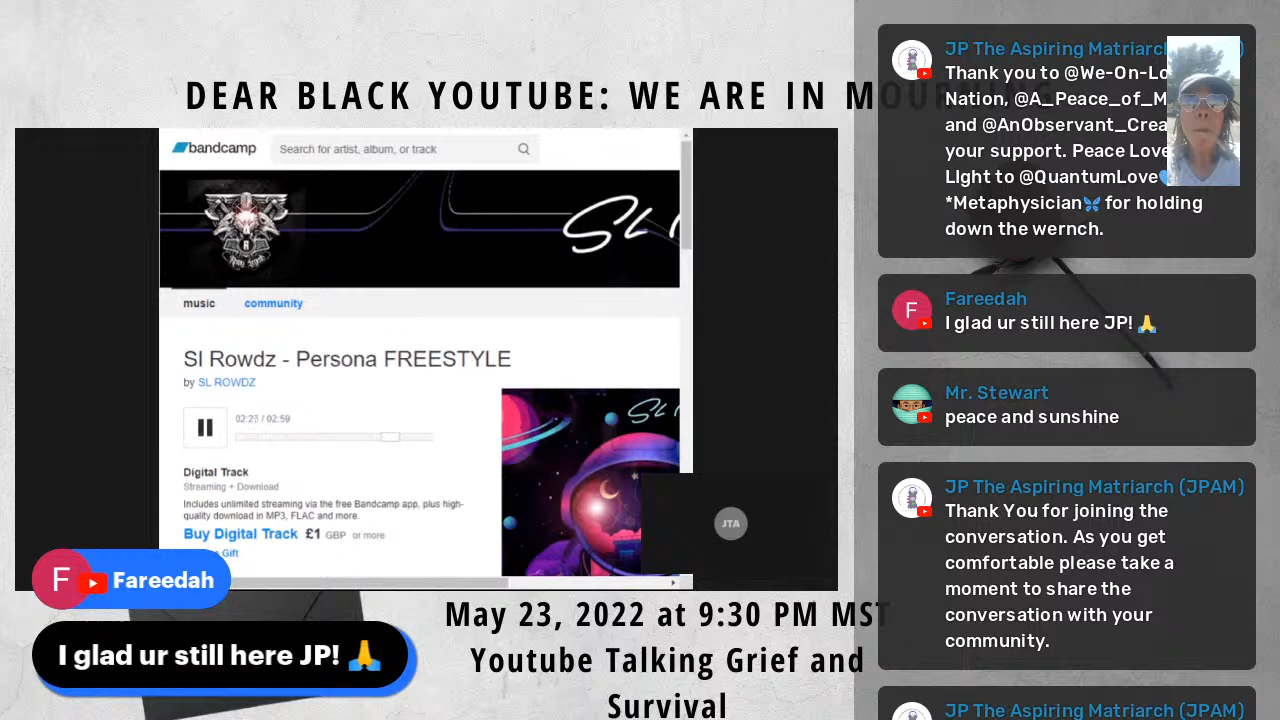 DEAR BLACK YOUTUBE: WE ARE IN
bandcamp
Search for artist, album, or track
music
community
Sl Rowdz - Persona FREESTYLE
by SL ROWDZ
02:23 / 02:59
Digital Track
Streaming + Download
Includes unlimited streaming via the free Bandcamp app, plus high-
quality download in MP3, FLAC and more.
Buy Digital Track £1 GBP or more
Gift
JTA
F
Fareedah
I glad ur still here JP! 🙏
May 23, 2022 at 9:30 PM MST
Youtube Talking Grief and
Survival
JP The Aspiring Matriarch
Thank you to @We-On-Lo
Nation, @A_Peace_of_M
and @AnObservant_Crea
your support. Peace Love
LIght to @QuantumLove💙
*Metaphysician🦋 for holding
down the wernch.
F
Fareedah
I glad ur still here JP! 🙏
Mr. Stewart
peace and sunshine
JP The Aspiring Matriarch (JPAM)
Thank You for joining the
conversation. As you get
comfortable please take a
moment to share the
conversation with your
community.
JP The Aspiring Matriarch (JPAM)